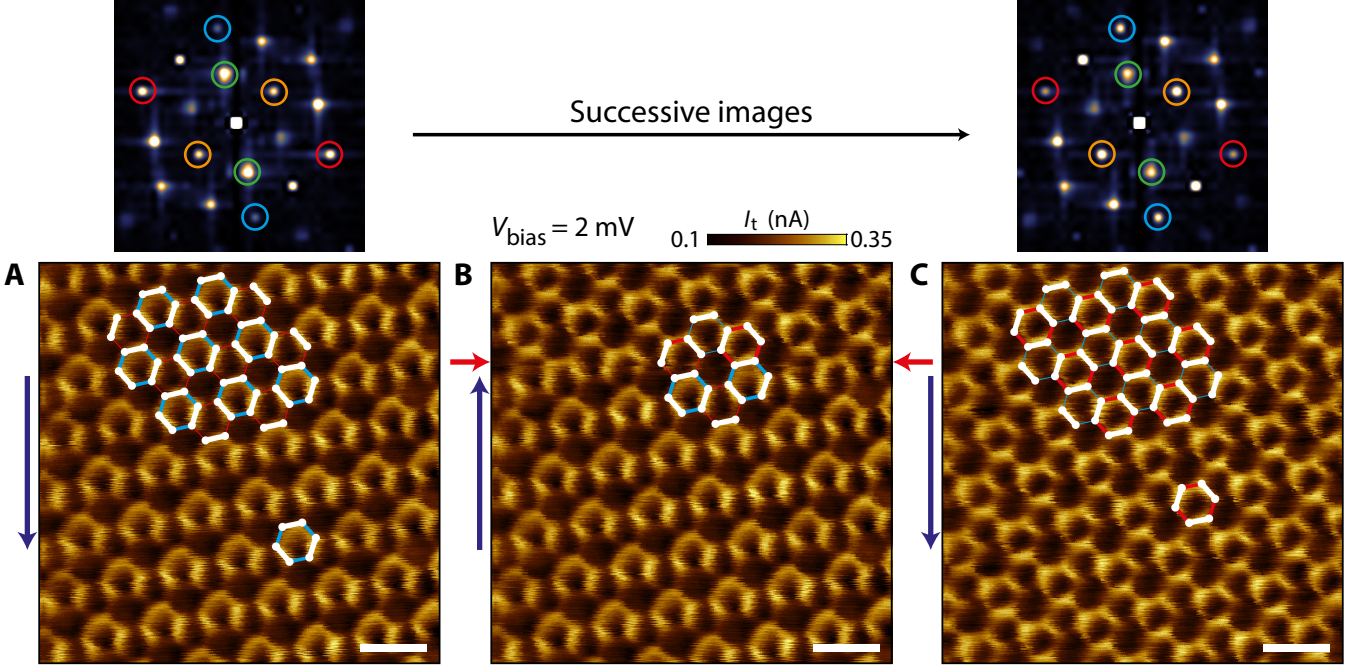 Successive images
V_bias = 2 mV
I_t (nA)
0.1 0.35
A B C